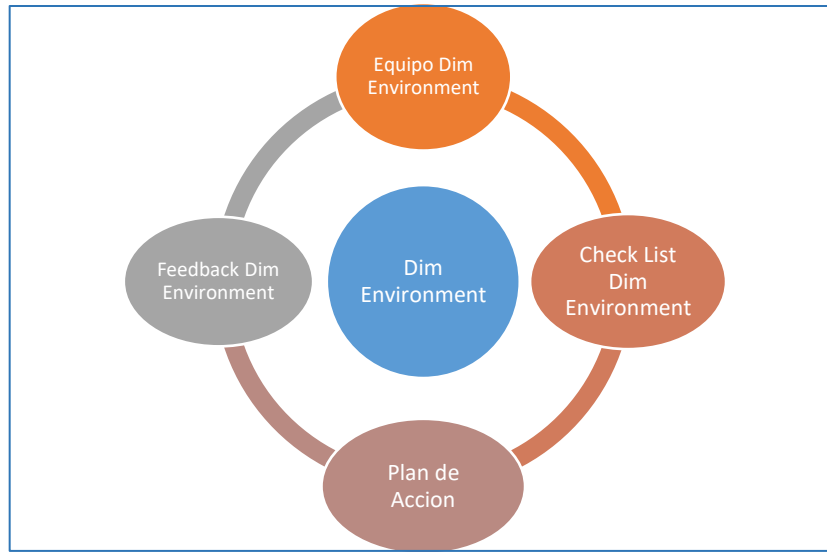 Equipo Dim
Environment
Feedback Dim
Environment
Dim
Environment
Check List
Dim
Environment
Plan de
Accion